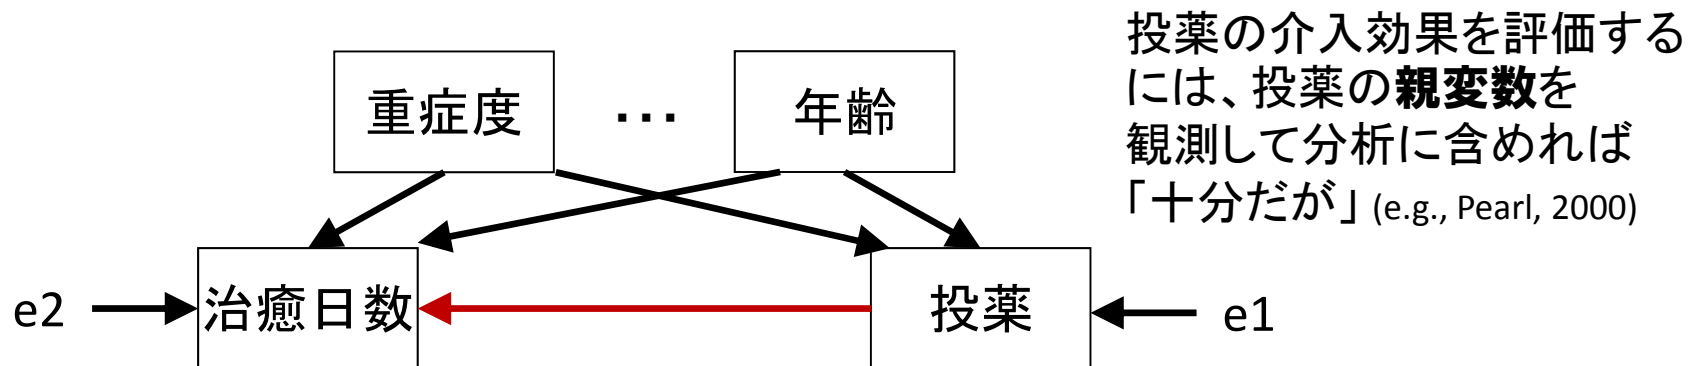 重症度
...
年齢
投薬の介入効果を評価する
には、投薬の親変数を
観測して分析に含めれば
「十分だが」 (e.g., Pearl, 2000)
e2
治癒日数
投薬
e1